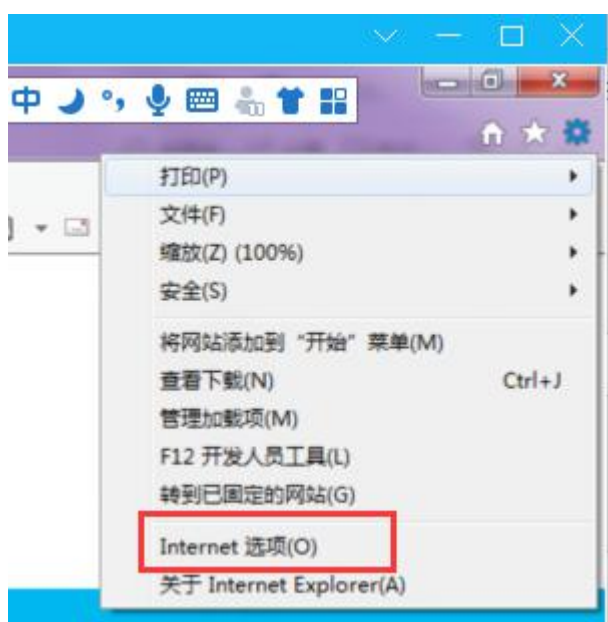 中
打印(P)
文件(F)
缩放(Z) (100%)
安全(S)
将网站添加到“开始”菜单(M)
查看下载(N) Ctrl+J
管理加载项(M)
F12 开发人员工具(L)
转到已固定的网站(G)
Internet 选项(O)
关于 Internet Explorer(A)